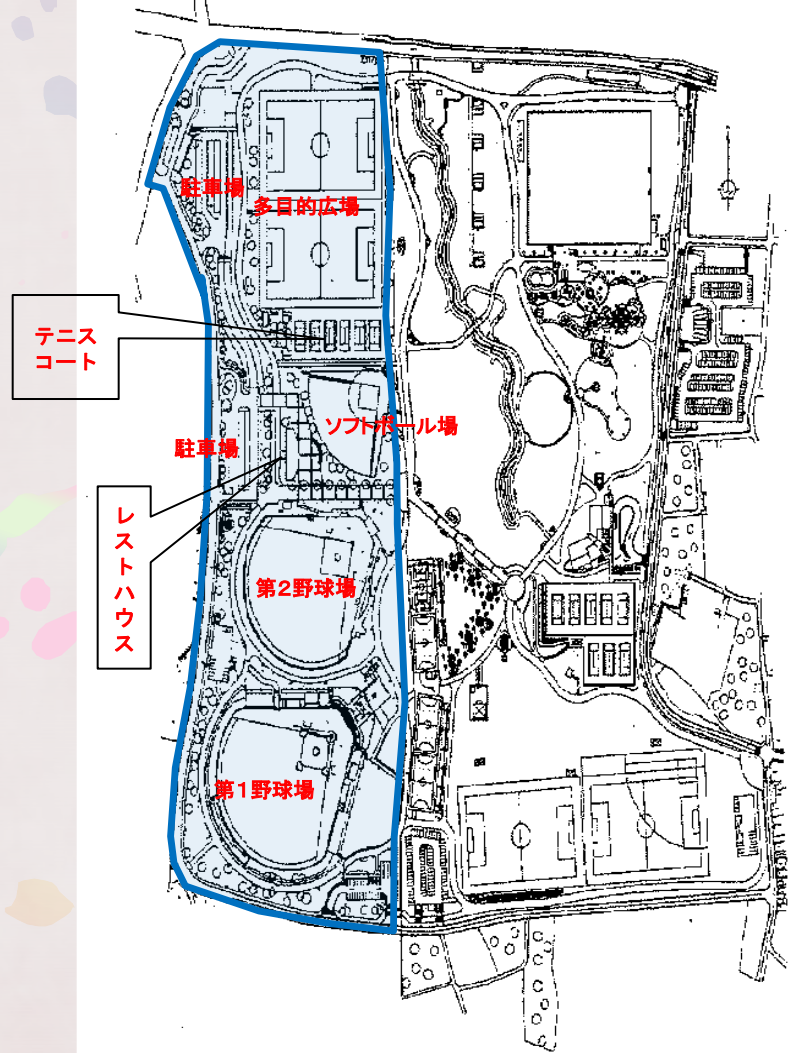 駐車場
多目的広場
テニス
コート
ソフトボール場
駐車場
レストハウス
第2野球場
第1野球場